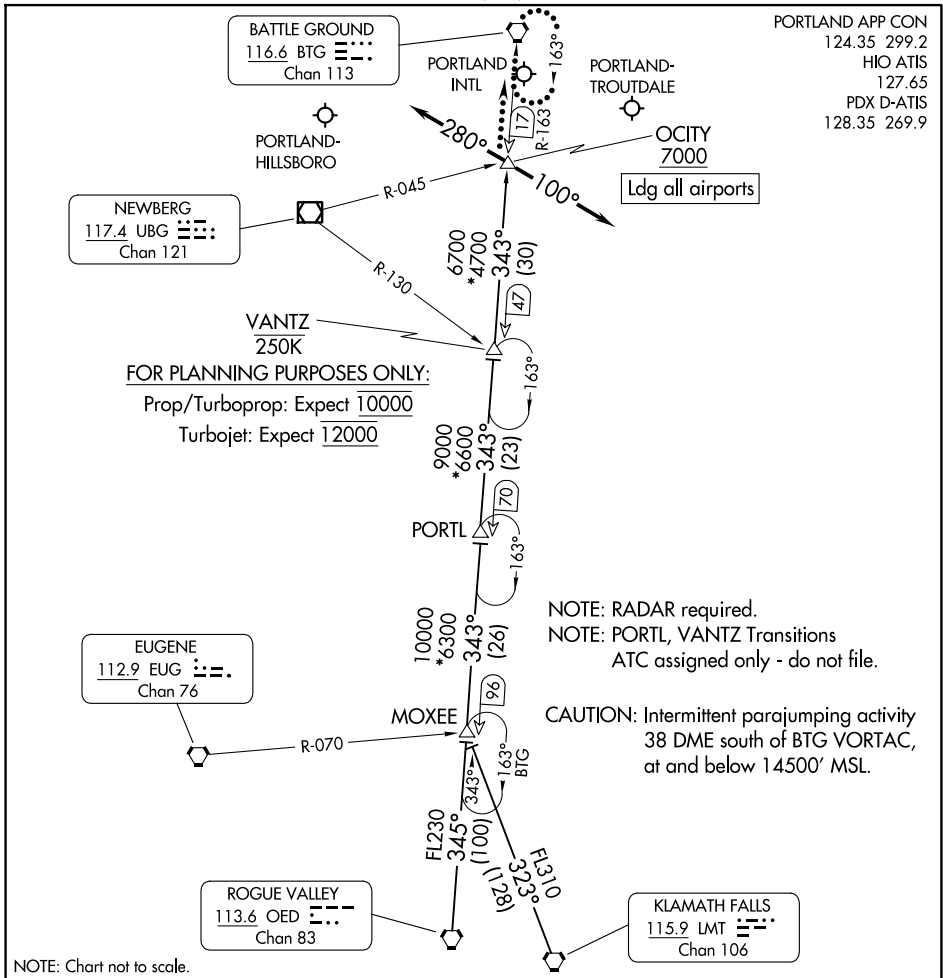 BATTLE GROUND
116.6 BTG
Chan 113
163°
PORTLAND
INTL
PORTLAND-
TROUTDALE
PORTLAND APP CON
124.35 299.2
HIO ATIS
127.65
PDX D-ATIS
128.35 269.9
PORTLAND-
HILLSBORO
280°
17
R-163
OCITY
7000
Ldg all airports
100°
NEWBERG
117.4 UBG
Chan 121
R-045
R-130
6700
*4700
343°
(30)
47
VANTZ
250K
163°
FOR PLANNING PURPOSES ONLY:
Prop/Turboprop: Expect 10000
Turbojet: Expect 12000
9000
*6600
343°
(23)
70
PORTL
163°
10000
*6300
343°
(26)
96
NOTE: RADAR required.
NOTE: PORTL, VANTZ Transitions
ATC assigned only - do not file.
CAUTION: Intermittent parajumping activity
38 DME south of BTG VORTAC,
at and below 14500' MSL.
EUGENE
112.9 EUG
Chan 76
R-070
MOXEE
163°
BTG
343°
FL230
345°
(100)
FL310
323°
(128)
ROGUE VALLEY
113.6 OED
Chan 83
KLAMATH FALLS
115.9 LMT
Chan 106
NOTE: Chart not to scale.